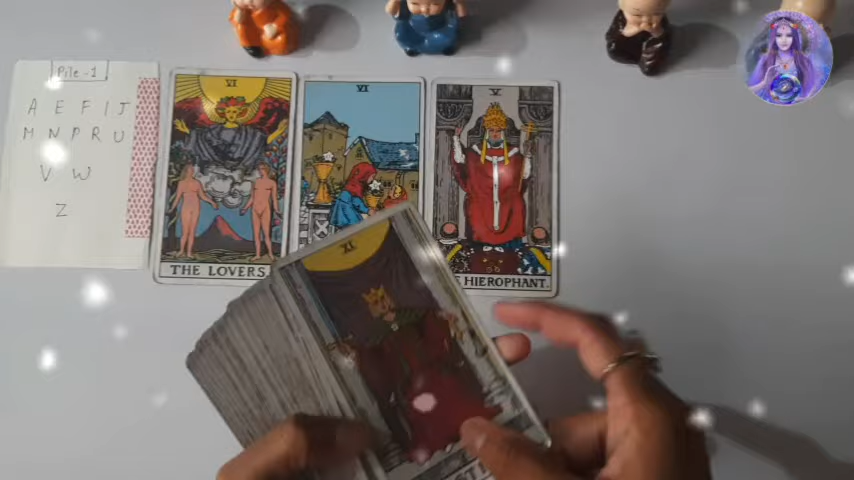 Pile-1
A E F I J
M N P R U
V W
Z
VI
THE LOVERS.
VI
V
HIEROPHANT.
XI